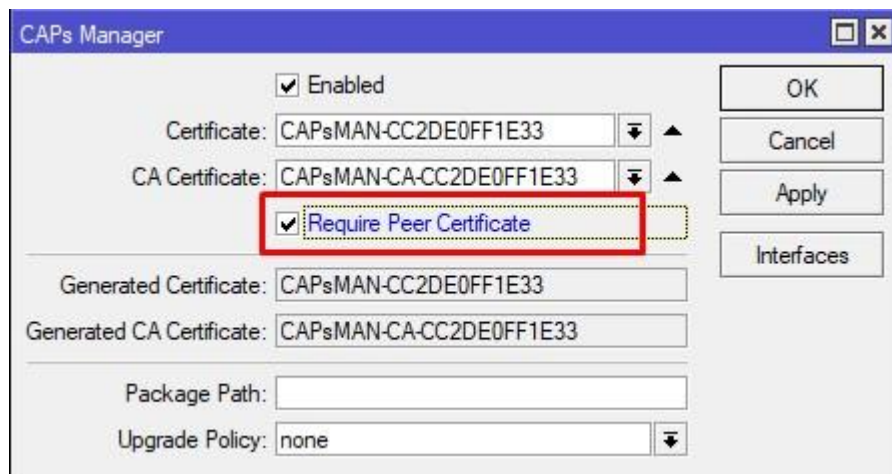 CAPs Manager
Enabled
OK
Certificate: CAPsMAN-CC2DE0FF1E33
Cancel
CA Certificate: CAPsMAN-CA-CC2DE0FF1E33
Apply
Require Peer Certificate
Interfaces
Generated Certificate: CAPsMAN-CC2DE0FF1E33
Generated CA Certificate: CAPsMAN-CA-CC2DE0FF1E33
Package Path:
Upgrade Policy: none